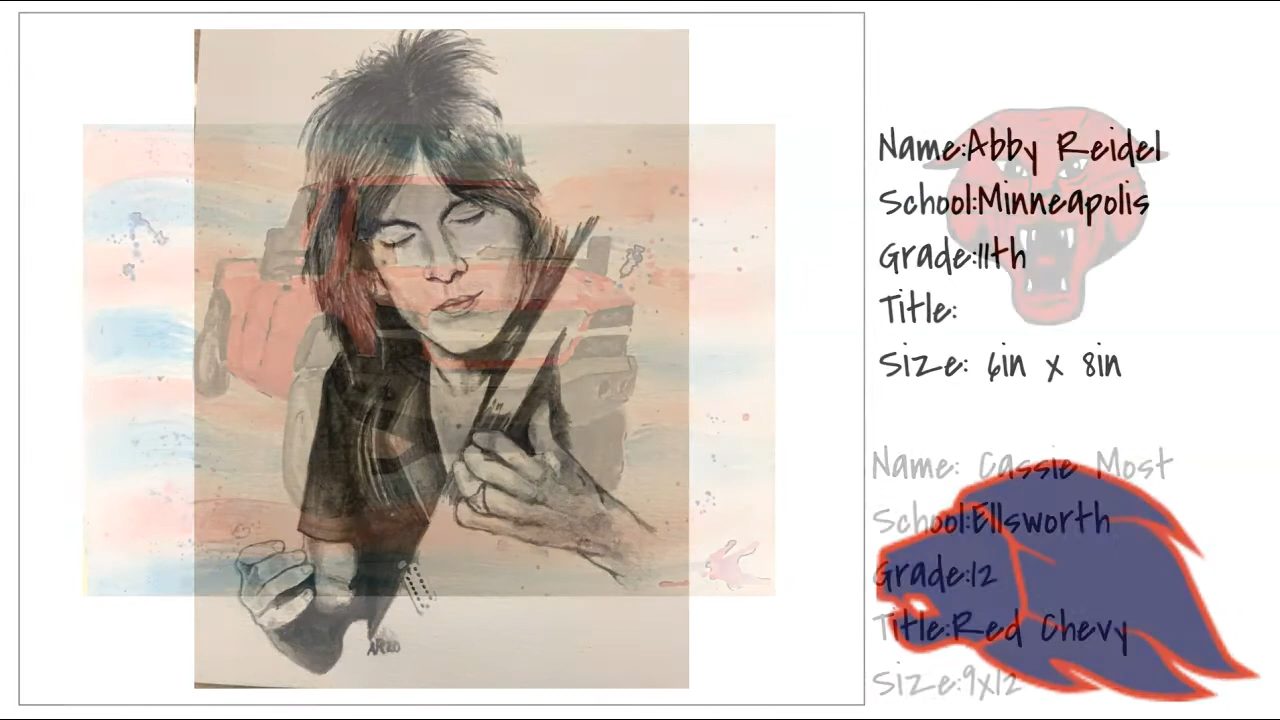 Name:Abby Reidel
School:Minneapolis
Grade:11th
Title:
Size: 6in x 8in
Name: Cassie Most
School:Ellsworth
Grade:12
Title:Red Chevy
Size:9x12